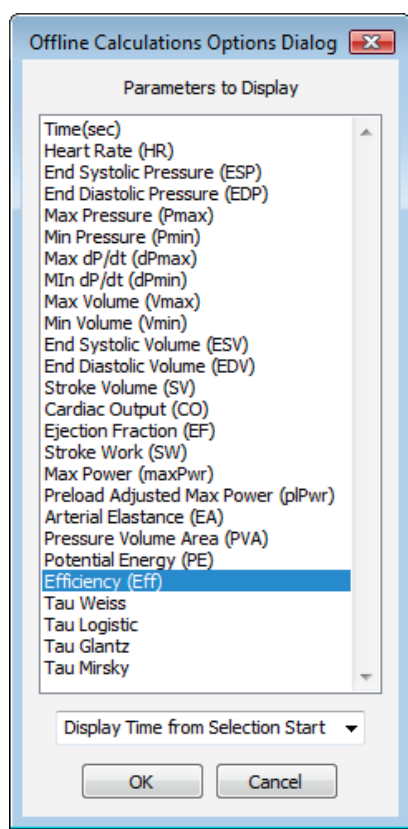 Offline Calculations Options Dialog
Parameters to Display
Time(sec)
Heart Rate (HR)
End Systolic Pressure (ESP)
End Diastolic Pressure (EDP)
Max Pressure (Pmax)
Min Pressure (Pmin)
Max dP/dt (dPmax)
MIn dP/dt (dPmin)
Max Volume (Vmax)
Min Volume (Vmin)
End Systolic Volume (ESV)
End Diastolic Volume (EDV)
Stroke Volume (SV)
Cardiac Output (CO)
Ejection Fraction (EF)
Stroke Work (SW)
Max Power (maxPwr)
Preload Adjusted Max Power (plPwr)
Arterial Elastance (EA)
Pressure Volume Area (PVA)
Potential Energy (PE)
Efficiency (Eff)
Tau Weiss
Tau Logistic
Tau Glantz
Tau Mirsky
Display Time from Selection Start
OK Cancel